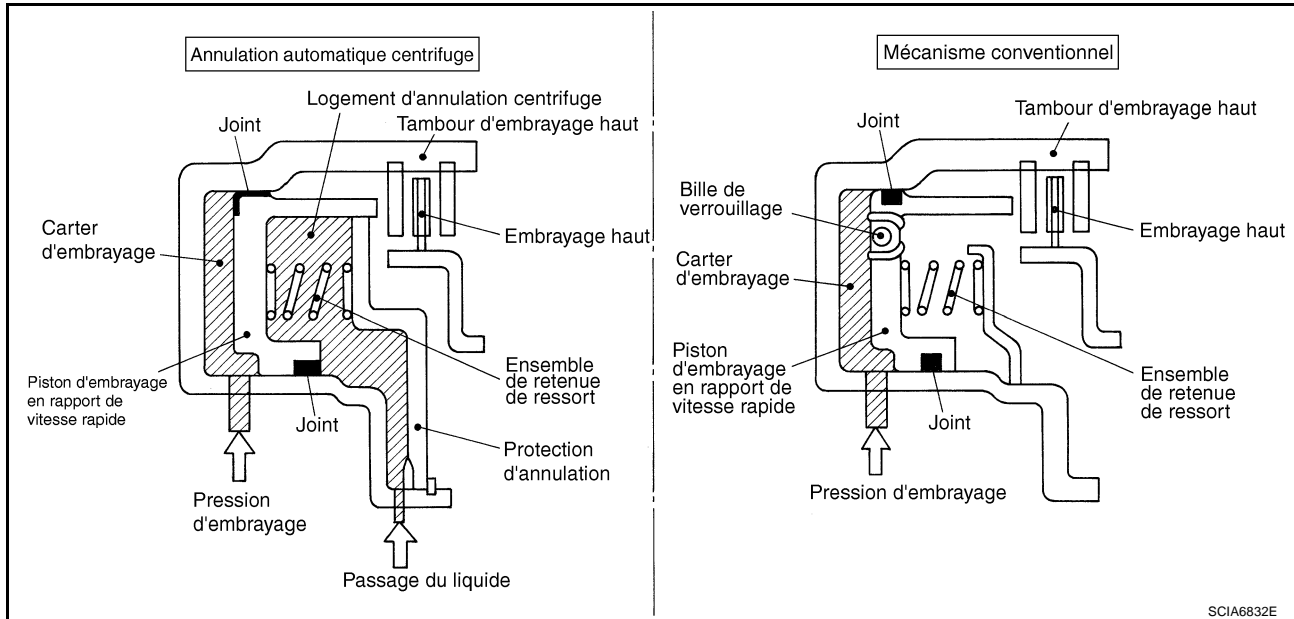 Annulation automatique centrifuge
Logement d'annulation centrifuge
Joint
Tambour d'embrayage haut
Carter
d'embrayage
Embrayage haut
Piston d'embrayage
en rapport de
vitesse rapide
Ensemble
de retenue
de ressort
Joint
Protection
d'annulation
Pression
d'embrayage
Passage du liquide
Mécanisme conventionnel
Tambour d'embrayage haut
Joint
Bille de
verrouillage
Embrayage haut
Carter
d'embrayage
Piston
d'embrayage
en rapport de
vitesse rapide
Ensemble
de retenue
de ressort
Joint
Pression d'embrayage
SCIA6832E